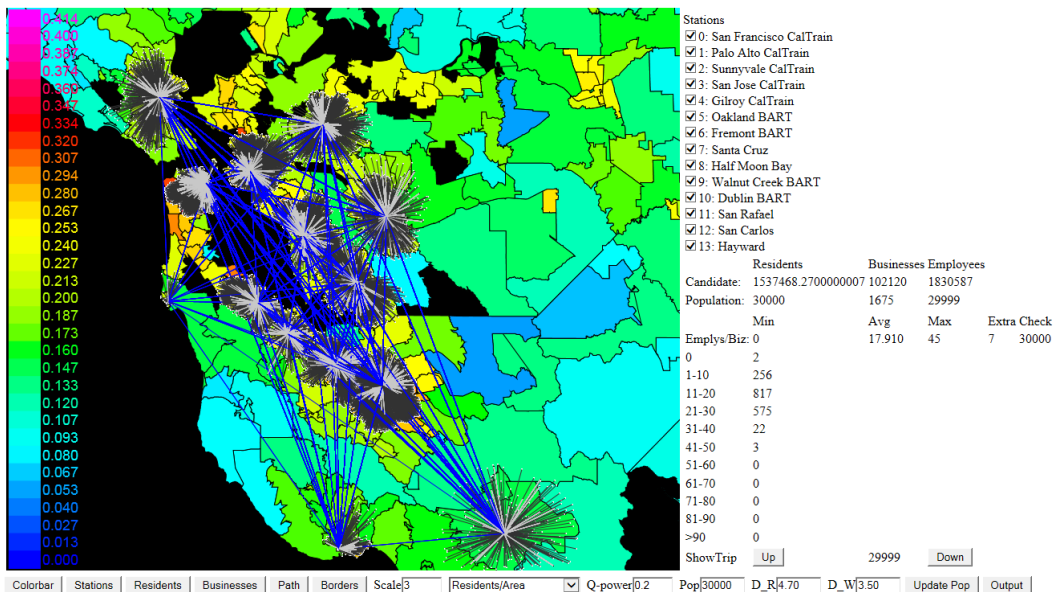 0.414
0.400
0.387
0.374
0.360
0.347
0.334
0.320
0.307
0.294
0.280
0.267
0.253
0.240
0.227
0.213
0.200
0.187
0.173
0.160
0.147
0.133
0.120
0.107
0.093
0.080
0.067
0.053
0.040
0.027
0.013
0.000
Stations
0: San Francisco CalTrain
1: Palo Alto CalTrain
2: Sunnyvale CalTrain
3: San Jose CalTrain
4: Gilroy CalTrain
5: Oakland BART
6: Fremont BART
7: Santa Cruz
8: Half Moon Bay
9: Walnut Creek BART
10: Dublin BART
11: San Rafael
12: San Carlos
13: Hayward
Residents Businesses Employees
Candidate: 1537468.2700000007 102120 1830587
Population: 30000 1675 29999
Min Avg Max Extra Check
Emplys/Biz: 0 17.910 45 7 30000
0 2
1-10 256
11-20 817
21-30 575
31-40 22
41-50 3
51-60 0
61-70 0
71-80 0
81-90 0
>90 0
ShowTrip Up 29999 Down
Colorbar Stations Residents Businesses Path Borders Scale 3 Residents/Area Q-power 0.2 Pop 30000 D_R 4.70 D_W 3.50 Update Pop Output